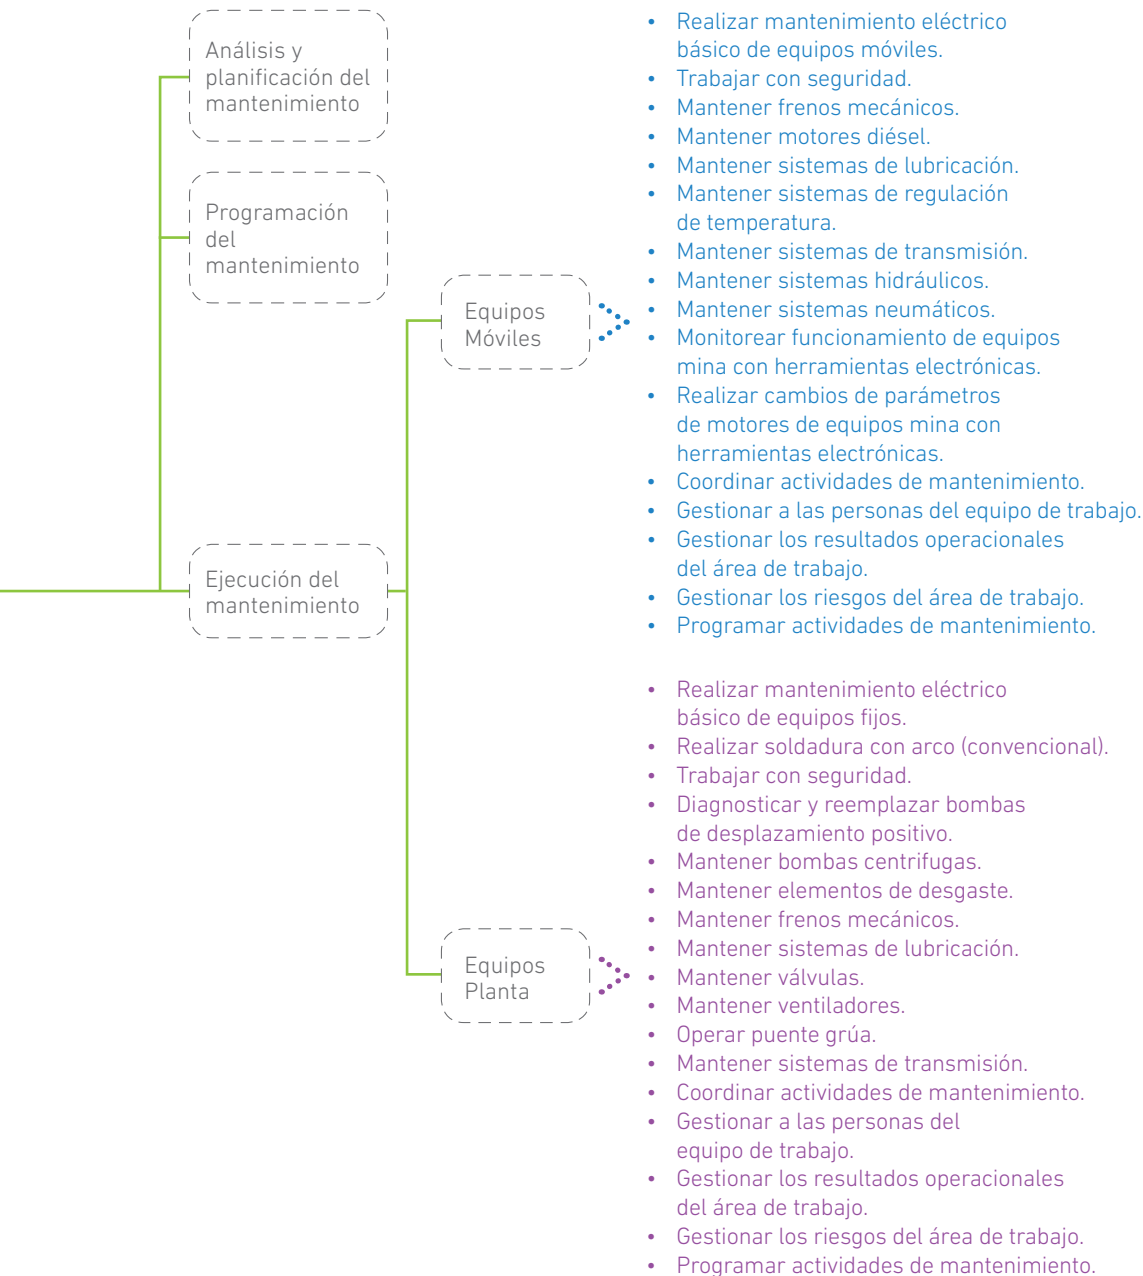 Análisis y
planificación del
mantenimiento
Programación
del
mantenimiento
Ejecución del
mantenimiento
Equipos
Móviles
• Realizar mantenimiento eléctrico
básico de equipos móviles.
• Trabajar con seguridad.
• Mantener frenos mecánicos.
• Mantener motores diésel.
• Mantener sistemas de lubricación.
• Mantener sistemas de regulación
de temperatura.
• Mantener sistemas de transmisión.
• Mantener sistemas hidráulicos.
• Mantener sistemas neumáticos.
• Monitorear funcionamiento de equipos
mina con herramientas electrónicas.
• Realizar cambios de parámetros
de motores de equipos mina con
herramientas electrónicas.
• Coordinar actividades de mantenimiento.
• Gestionar a las personas del equipo de trabajo.
• Gestionar los resultados operacionales
del área de trabajo.
• Gestionar los riesgos del área de trabajo.
• Programar actividades de mantenimiento.
Equipos
Planta
• Realizar mantenimiento eléctrico
básico de equipos fijos.
• Realizar soldadura con arco (convencional).
• Trabajar con seguridad.
• Diagnosticar y reemplazar bombas
de desplazamiento positivo.
• Mantener bombas centrifugas.
• Mantener elementos de desgaste.
• Mantener frenos mecánicos.
• Mantener sistemas de lubricación.
• Mantener válvulas.
• Mantener ventiladores.
• Operar puente grúa.
• Mantener sistemas de transmisión.
• Coordinar actividades de mantenimiento.
• Gestionar a las personas del
equipo de trabajo.
• Gestionar los resultados operacionales
del área de trabajo.
• Gestionar los riesgos del área de trabajo.
• Programar actividades de mantenimiento.